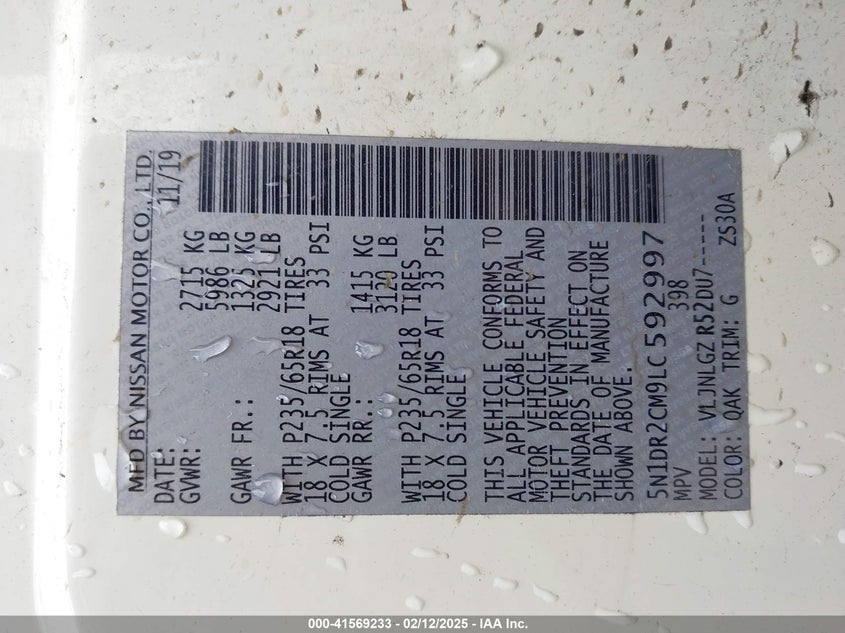 MFD BY NISSAN MOTOR CO., LTD.
DATE: 11/19
GVWR: 2715 KG
5986 LB
GAWR FR.: 1325 KG
2921 LB
WITH P235/65R18 TIRES
18 X 7.5 RIMS AT 33 PSI
COLD SINGLE
GAWR RR.: 1415 KG
3120 LB
WITH P235/65R18 TIRES
18 X 7.5 RIMS AT 33 PSI
COLD SINGLE
THIS VEHICLE CONFORMS TO
ALL APPLICABLE FEDERAL
MOTOR VEHICLE SAFETY AND
THEFT PREVENTION
STANDARDS IN EFFECT ON
THE DATE OF MANUFACTURE
SHOWN ABOVE.
5N1DR2CM9LC592997
MPV 398
MODEL: VLJNLGZ R52DU7-----
COLOR: QAK TRIM: G ZS30A
000-41569233 - 02/12/2025 - IAA Inc.